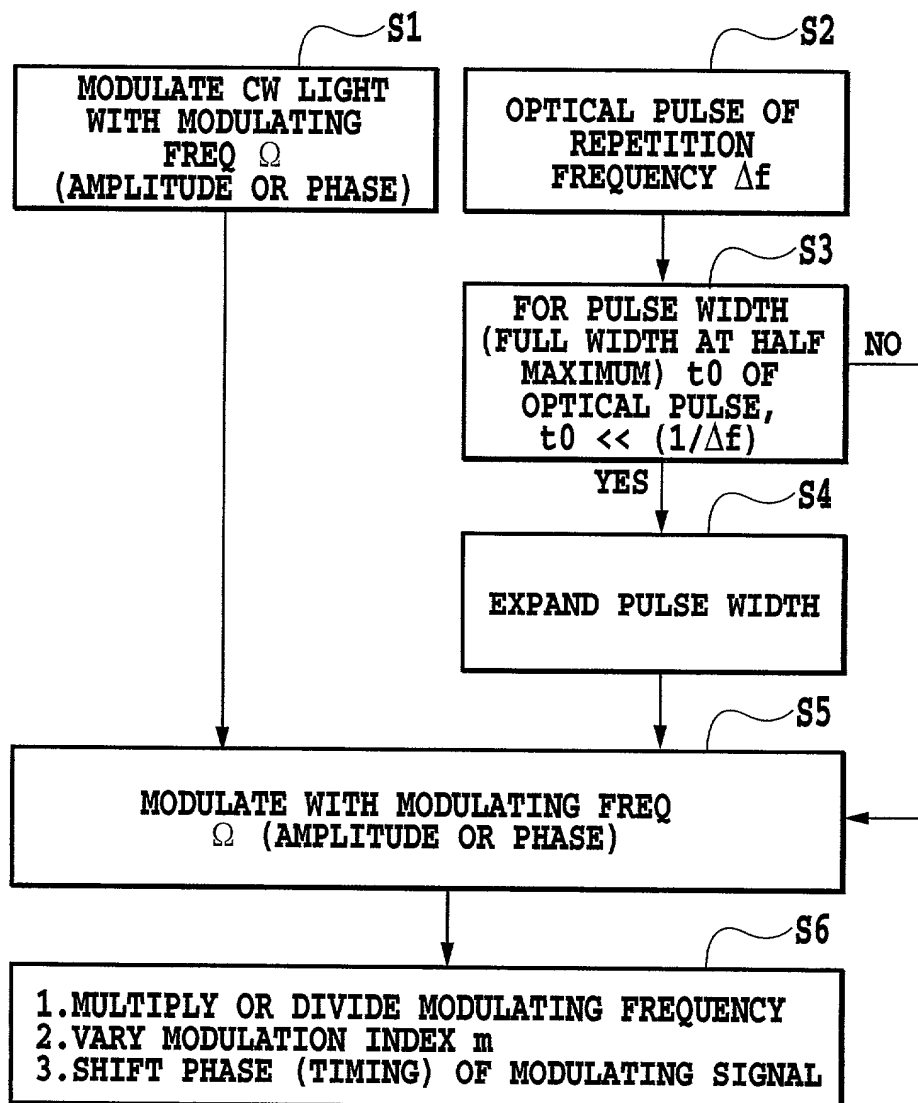 S1
MODULATE CW LIGHT
WITH MODULATING
FREQ Ω
(AMPLITUDE OR PHASE)
S2
OPTICAL PULSE OF
REPETITION
FREQUENCY Δf
S3
FOR PULSE WIDTH
(FULL WIDTH AT HALF
MAXIMUM) t0 OF
OPTICAL PULSE,
t0 << (1/Δf)
NO
YES
S4
EXPAND PULSE WIDTH
S5
MODULATE WITH MODULATING FREQ
Ω (AMPLITUDE OR PHASE)
S6
1.MULTIPLY OR DIVIDE MODULATING FREQUENCY
2.VARY MODULATION INDEX m
3.SHIFT PHASE (TIMING) OF MODULATING SIGNAL